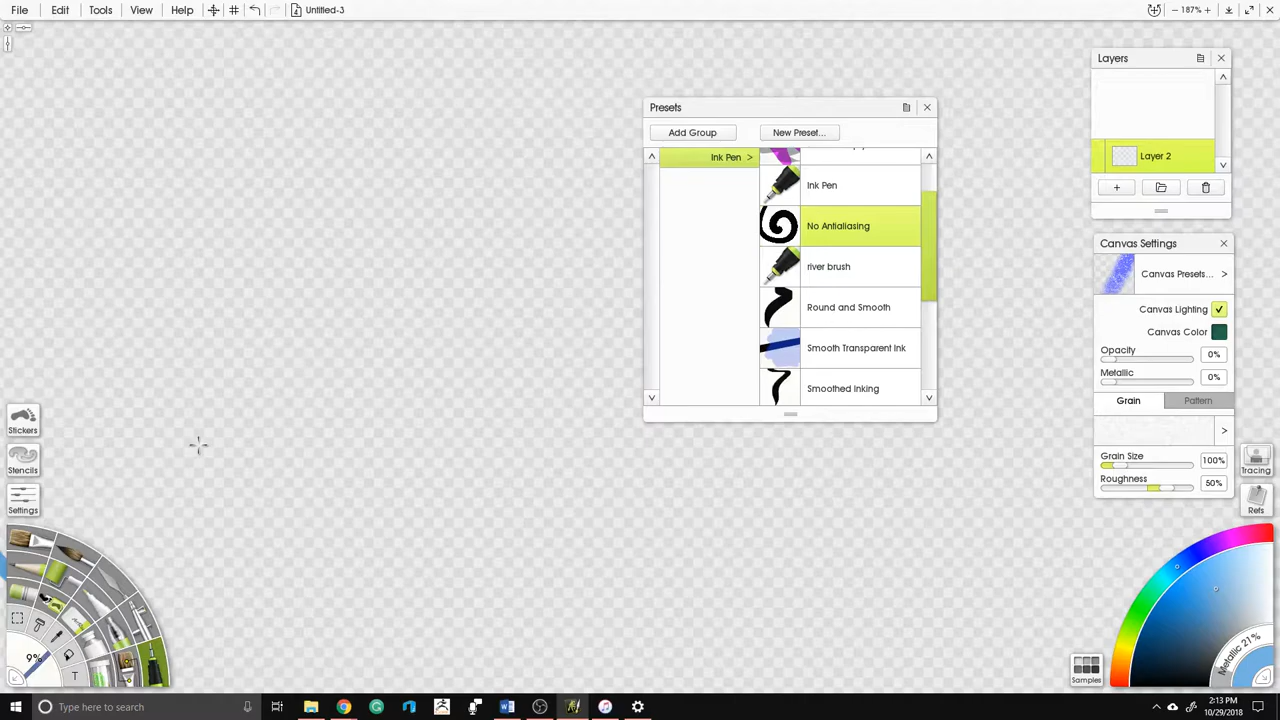 File Edit Tools View Help Untitled-3 187%
Layers
Layer 2
Presets
Add Group New Preset...
Ink Pen >
Ink Pen
No Antialiasing
river brush
Round and Smooth
Smooth Transparent Ink
Smoothed Inking
Canvas Settings
Canvas Presets...
Canvas Lighting
Canvas Color
Opacity 0%
Metallic 0%
Grain Pattern
Grain Size 100%
Roughness 50%
Stickers
Stencils
Settings
9%
T
Tracing
Refs
Metallic 21%
Samples
Type here to search
2:13 PM
10/29/2018